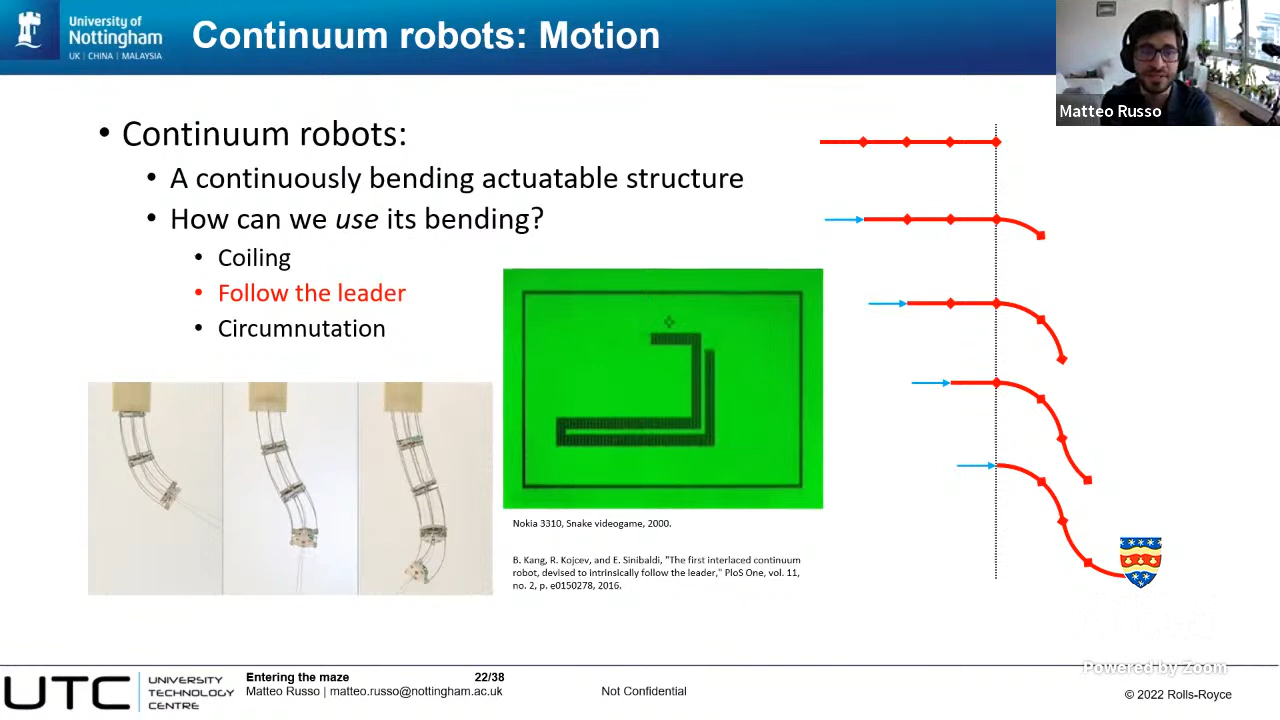 University of
Nottingham
UK | CHINA | MALAYSIA
Continuum robots: Motion
Matteo Russo
• Continuum robots:
• A continuously bending actuatable structure
• How can we use its bending?
• Coiling
• Follow the leader
• Circumnutation
Nokia 3310, Snake videogame, 2000.
B. Kang, R. Kojcev, and E. Sinibaldi, "The first interlaced continuum
robot, devised to intrinsically follow the leader," PloS One, vol. 11,
no. 2, p. e0150278, 2016.
Powered by Zoom
UTC
UNIVERSITY
TECHNOLOGY
CENTRE
Entering the maze 22/38
Matteo Russo | matteo.russo@nottingham.ac.uk
Not Confidential
© 2022 Rolls-Royce